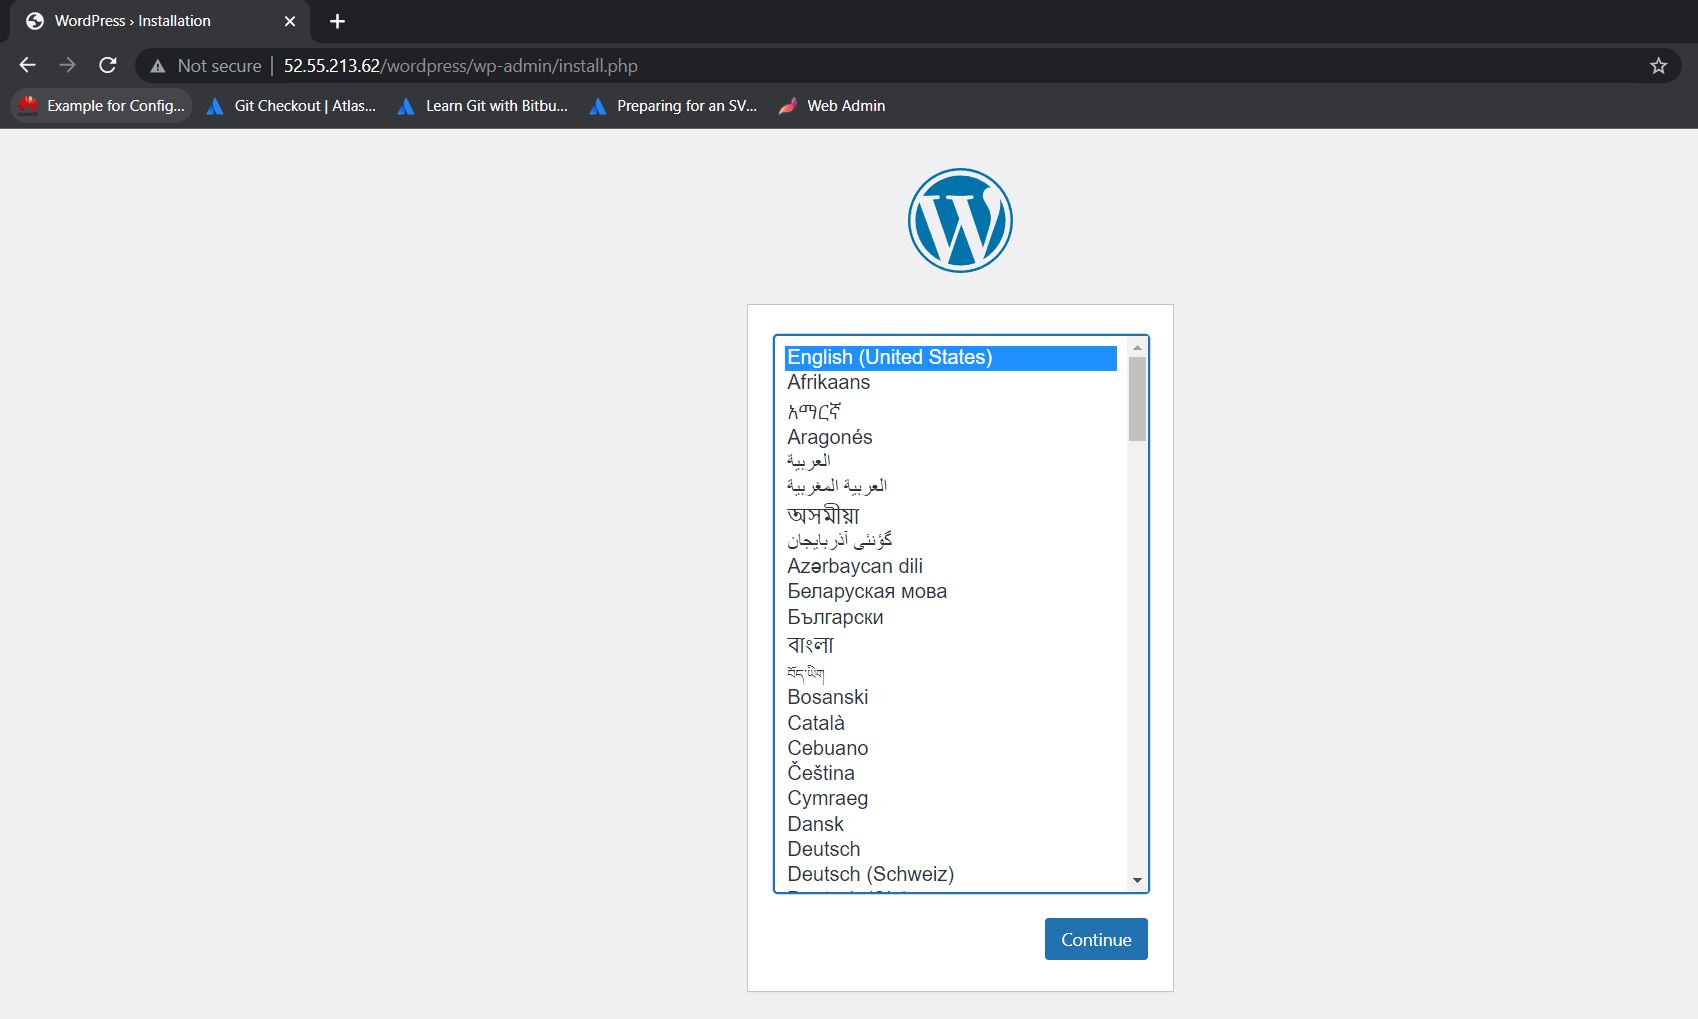 WordPress › Installation
Not secure | 52.55.213.62/wordpress/wp-admin/install.php
Example for Config...
Git Checkout | Atlas...
Learn Git with Bitbu...
Preparing for an SV...
Web Admin
English (United States)
Afrikaans
አማርኛ
Aragonés
العربية
العربية المغربية
অসমীয়া
گؤنئی آذربایجان
Azərbaycan dili
Беларуская мова
Български
বাংলা
བོད་ཡིག
Bosanski
Català
Cebuano
Čeština
Cymraeg
Dansk
Deutsch
Deutsch (Schweiz)
Continue